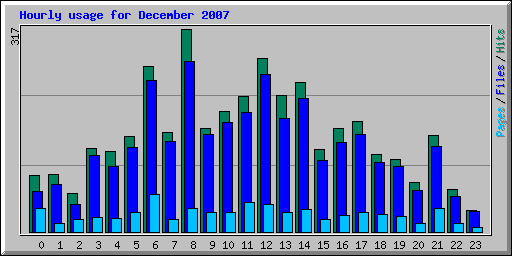 Hourly usage for December 2007
317
Pages/Files/Hits
0 1 2 3 4 5 6 7 8 9 10 11 12 13 14 15 16 17 18 19 20 21 22 23